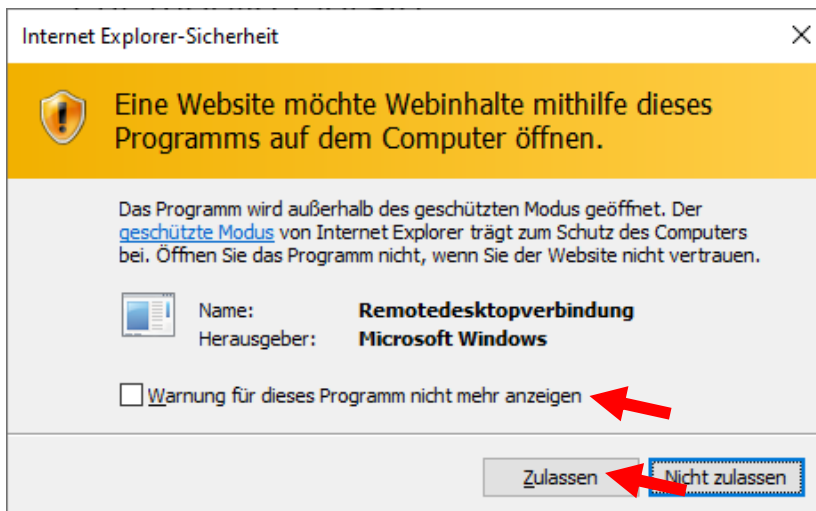 Internet Explorer-Sicherheit
Eine Website möchte Webinhalte mithilfe dieses
Programms auf dem Computer öffnen.
Das Programm wird außerhalb des geschützten Modus geöffnet. Der
geschützte Modus von Internet Explorer trägt zum Schutz des Computers
bei. Öffnen Sie das Programm nicht, wenn Sie der Website nicht vertrauen.
Name: Remotedesktopverbindung
Herausgeber: Microsoft Windows
Warnung für dieses Programm nicht mehr anzeigen
Zulassen Nicht zulassen